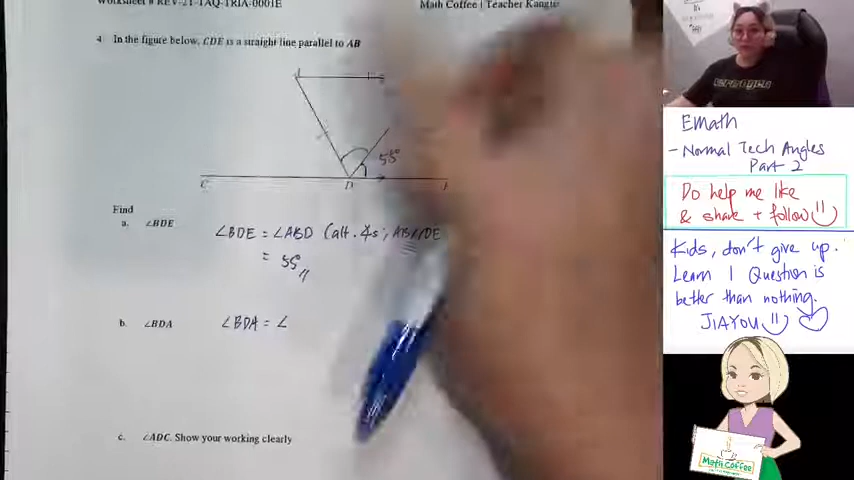 Worksheet # REV-21-TAQ-TRIA-0001E
Math Coffee | Teacher Kangte
4 In the figure below, CDE is a straight line parallel to AB
A
55°
C
D
Find
a. ∠BDE
∠BDE = ∠ABD (alt. ∠s, AB//DE
= 55°//
b. ∠BDA
∠BDA = ∠
c. ∠ADC. Show your working clearly
Emath
- Normal Tech Angles
Part 2
Do help me like
& share + follow
Kids, don't give up.
Learn 1 Question is
better than nothing.
JIAYOU
Math Coffee